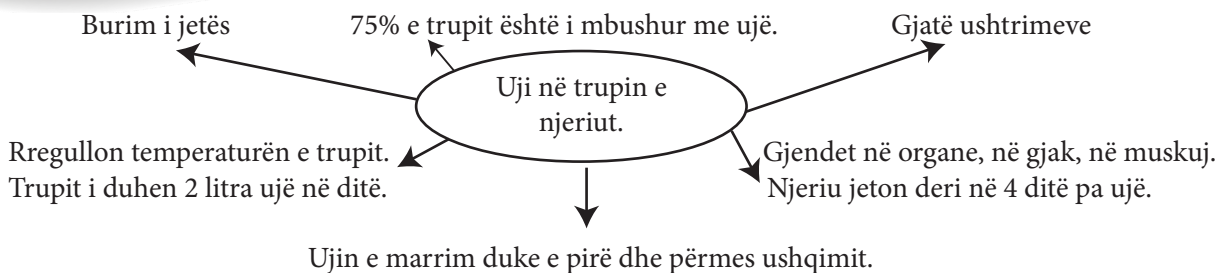 Burim i jetës
75% e trupit është i mbushur me ujë.
Gjatë ushtrimeve
Uji në trupin e
njeriut.
Rregullon temperaturën e trupit.
Trupit i duhen 2 litra ujë në ditë.
Gjendet në organe, në gjak, në muskuj.
Njeriu jeton deri në 4 ditë pa ujë.
Ujin e marrim duke e pirë dhe përmes ushqimit.